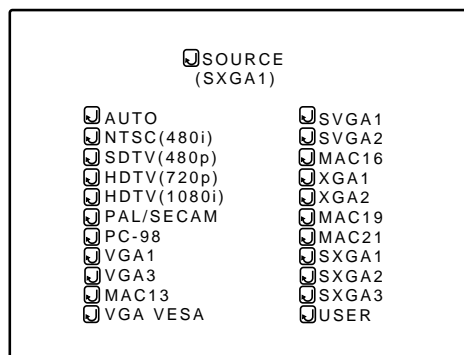 SOURCE
(SXGA1)
AUTO
NTSC(480i)
SDTV(480p)
HDTV(720p)
HDTV(1080i)
PAL/SECAM
PC-98
VGA1
VGA3
MAC13
VGA VESA
SVGA1
SVGA2
MAC16
XGA1
XGA2
MAC19
MAC21
SXGA1
SXGA2
SXGA3
USER